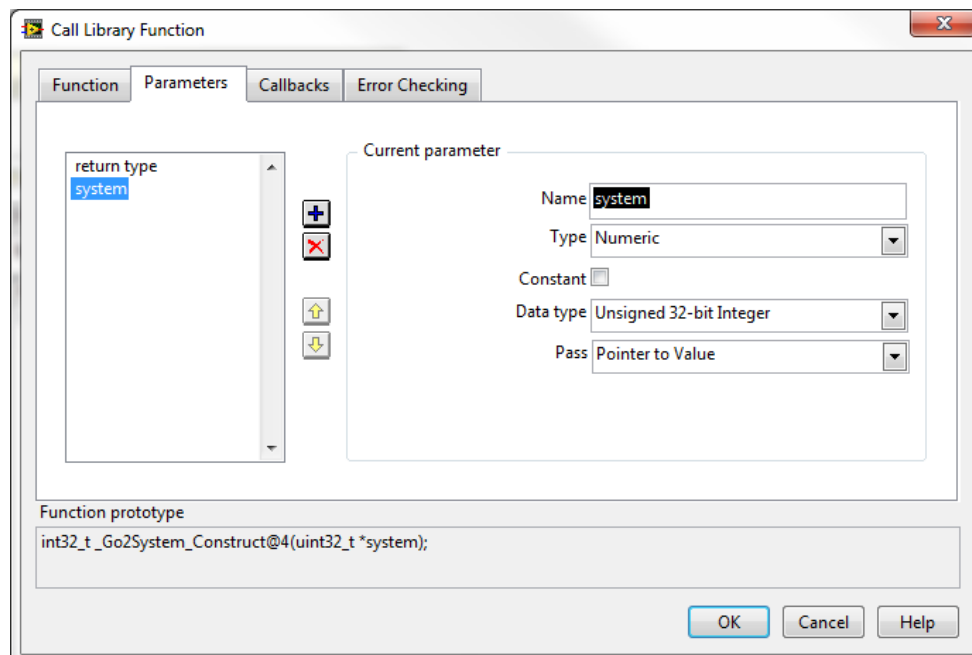 Call Library Function
Function Parameters Callbacks Error Checking
return type
system
Current parameter
Name system
Type Numeric
Constant
Data type Unsigned 32-bit Integer
Pass Pointer to Value
Function prototype
int32_t _Go2System_Construct@4(uint32_t *system);
OK Cancel Help